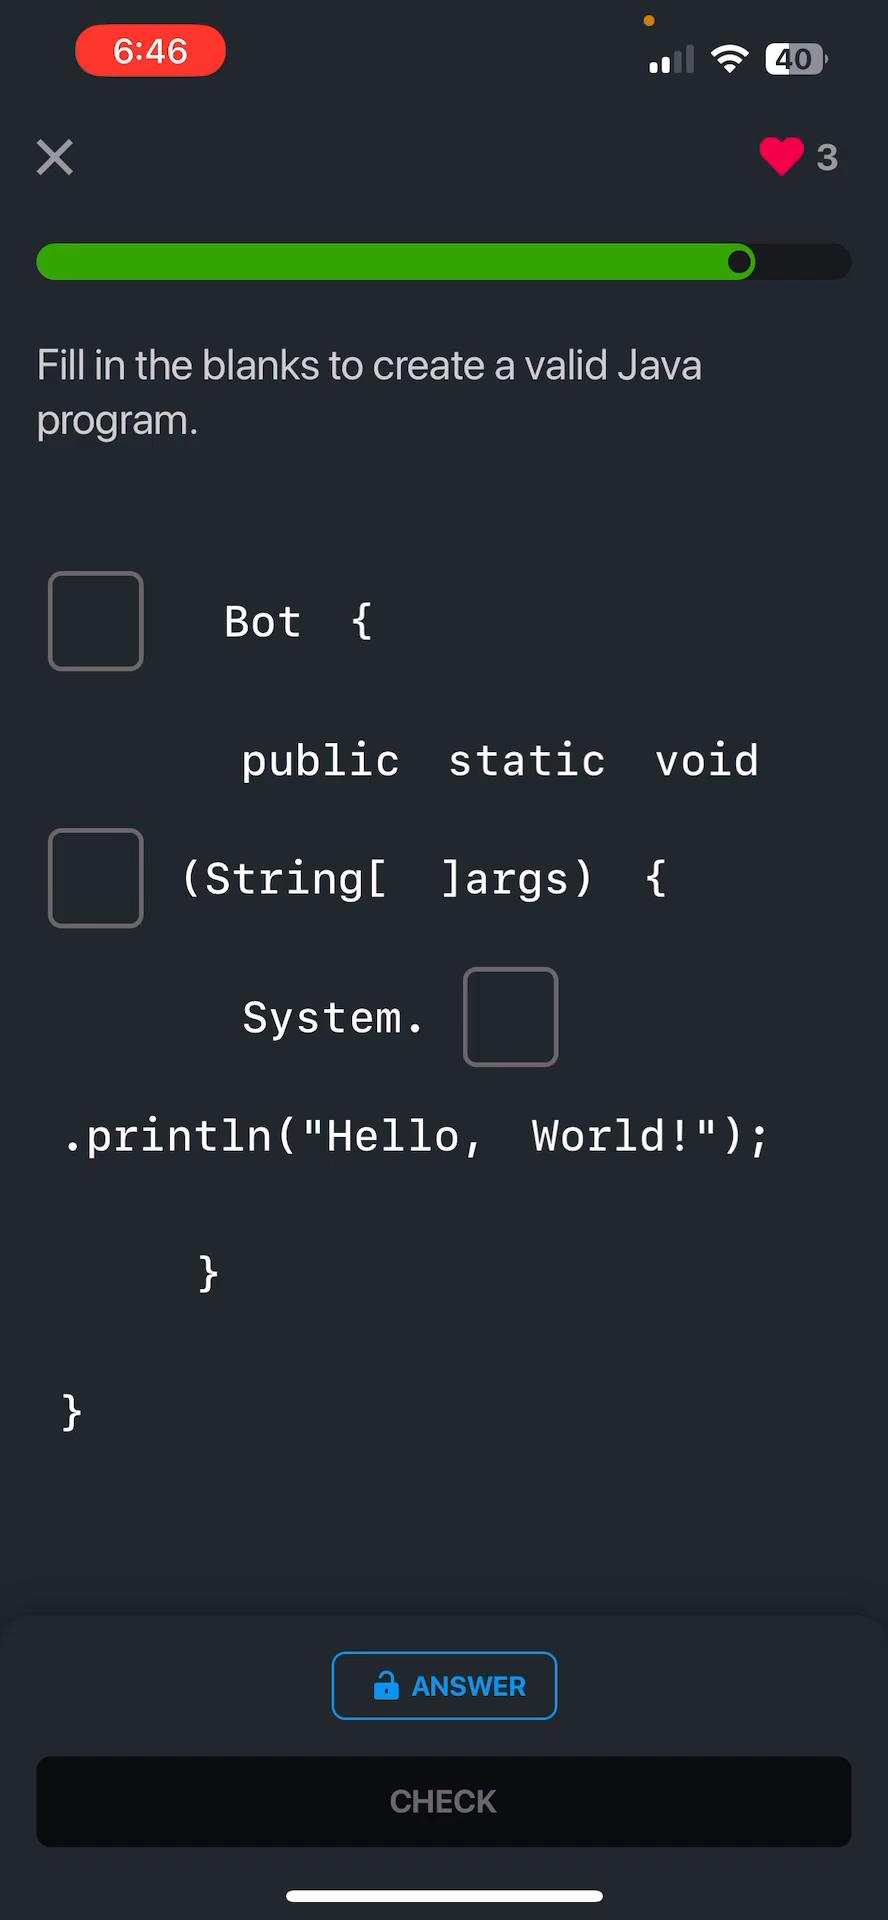 6:46
40
3
Fill in the blanks to create a valid Java
program.
Bot {
public static void
(String[ ]args) {
System.
.println("Hello, World!");
}
}
ANSWER
CHECK